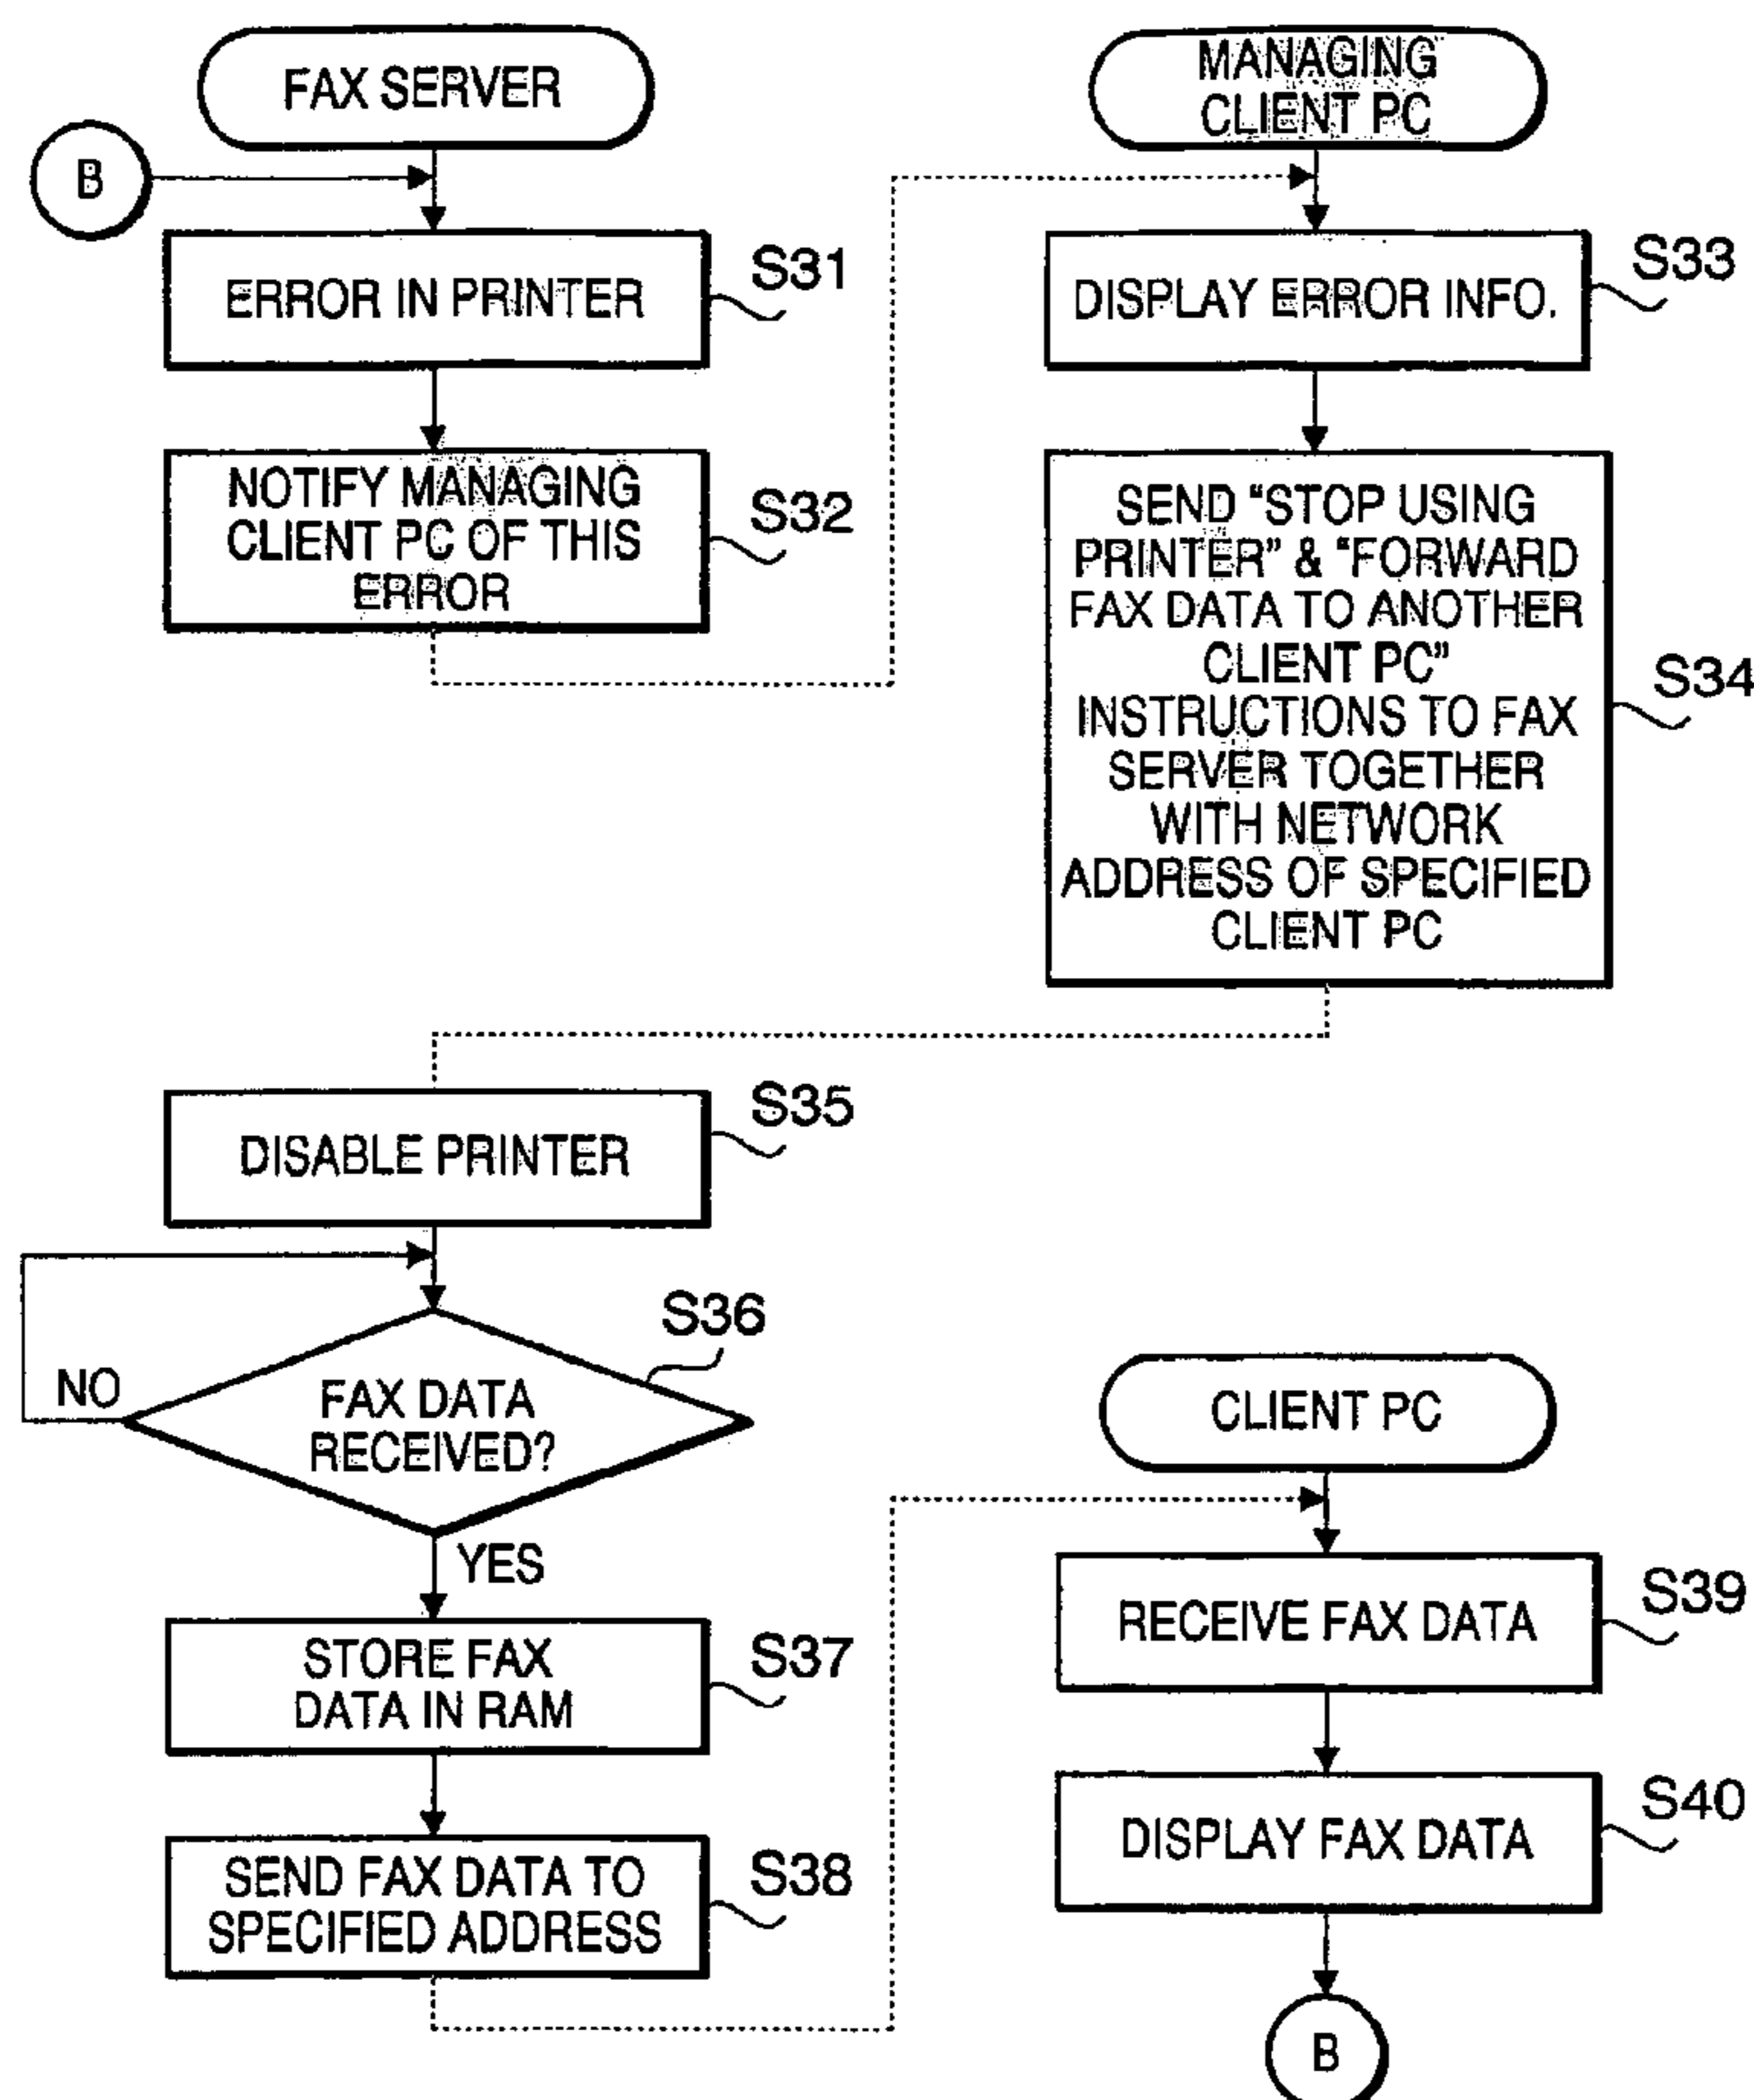 FAX SERVER
B
ERROR IN PRINTER
S31
NOTIFY MANAGING
CLIENT PC OF THIS
ERROR
S32
MANAGING
CLIENT PC
DISPLAY ERROR INFO.
S33
SEND “STOP USING
PRINTER” & “FORWARD
FAX DATA TO ANOTHER
CLIENT PC”
INSTRUCTIONS TO FAX
SERVER TOGETHER
WITH NETWORK
ADDRESS OF SPECIFIED
CLIENT PC
S34
DISABLE PRINTER
S35
FAX DATA
RECEIVED?
S36
NO
YES
STORE FAX
DATA IN RAM
S37
SEND FAX DATA TO
SPECIFIED ADDRESS
S38
CLIENT PC
RECEIVE FAX DATA
S39
DISPLAY FAX DATA
S40
B